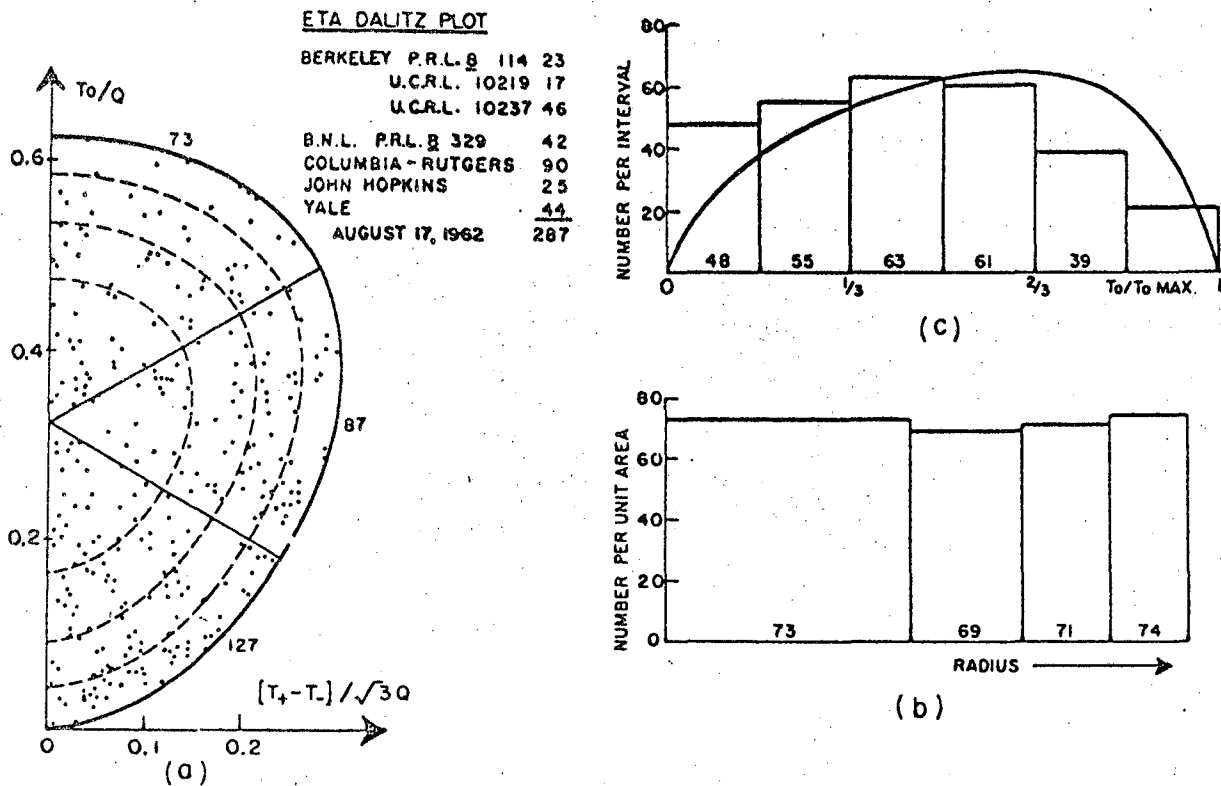 ETA DALITZ PLOT
BERKELEY P.R.L. 8 114 23
U.C.R.L. 10219 17
U.C.R.L. 10237 46
B.N.L. P.R.L. 8 329 42
COLUMBIA-RUTGERS 90
JOHN HOPKINS 25
YALE 44
AUGUST 17, 1962 287
To/Q
0.6
0.4
0.2
0
0.1
0.2
73
87
127
[T+-T-]/√3Q
(a)
NUMBER PER INTERVAL
80
60
40
20
48
55
63
61
39
0
1/3
2/3
To/To MAX.
1
(c)
NUMBER PER UNIT AREA
80
60
40
20
0
73
69
71
74
RADIUS
(b)